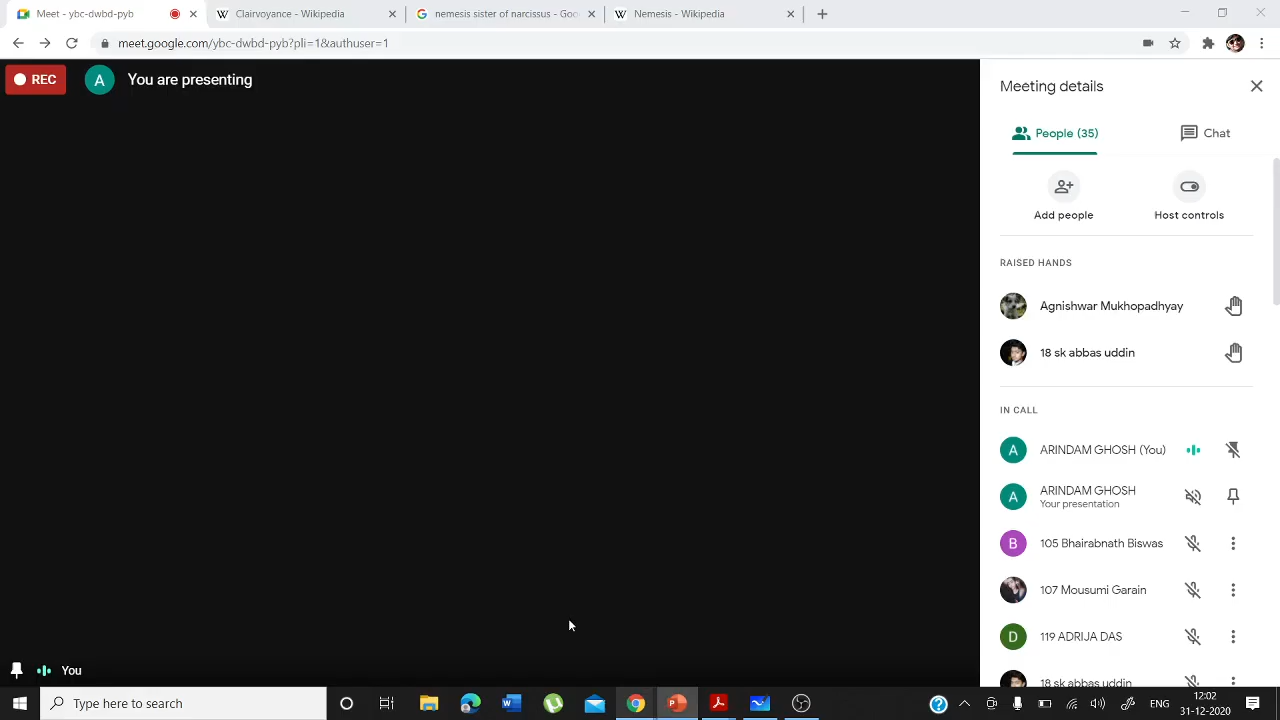 Meet - ybc-dwbd-pyb
Clairvoyance - Wikipedia
nemesis sister of narcissus - Goo
Nemesis - Wikipedia
meet.google.com/ybc-dwbd-pyb?pli=1&authuser=1
REC
A
You are presenting
Meeting details
People (35)
Chat
Add people
Host controls
RAISED HANDS
Agnishwar Mukhopadhyay
18 sk abbas uddin
IN CALL
A
ARINDAM GHOSH (You)
A
ARINDAM GHOSH
Your presentation
B
105 Bhairabnath Biswas
107 Mousumi Garain
D
119 ADRIJA DAS
18 sk abbas uddin
You
Type here to search
ENG
12:02
31-12-2020